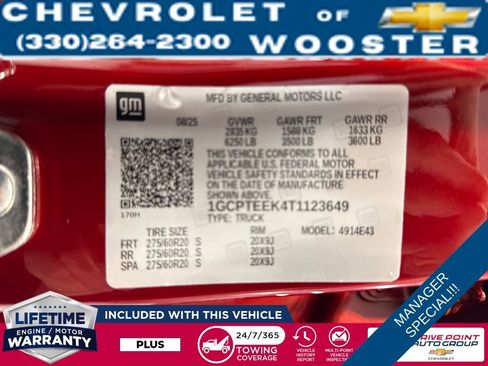 CHEVROLET OF
(330)264-2300 WOOSTER
gm
MFD BY GENERAL MOTORS LLC
08/25 GVWR GAWR FRT GAWR RR
2835 KG 1588 KG 1633 KG
6250 LB 3500 LB 3600 LB
THIS VEHICLE CONFORMS TO ALL
APPLICABLE U.S. FEDERAL MOTOR
VEHICLE SAFETY STANDARDS IN EFFECT
ON THE DATE OF MANUFACTURE
SHOWN ABOVE.
1GCPTEEK4T1123649
170H TYPE: TRUCK
TIRE SIZE RIM MODEL: 4914E43
FRT 275/60R20 S 20X9J
RR 275/60R20 S 20X9J
SPA 275/60R20 S 20X9J
MANAGER
SPECIAL!!!
LIFETIME
ENGINE / MOTOR
WARRANTY
INCLUDED WITH THIS VEHICLE
PLUS
24/7/365
TOWING
COVERAGE
VEHICLE
HISTORY
REPORT
MULTI-POINT
VEHICLE
DRIVE POINT
AUTO GROUP
CHEVROLET